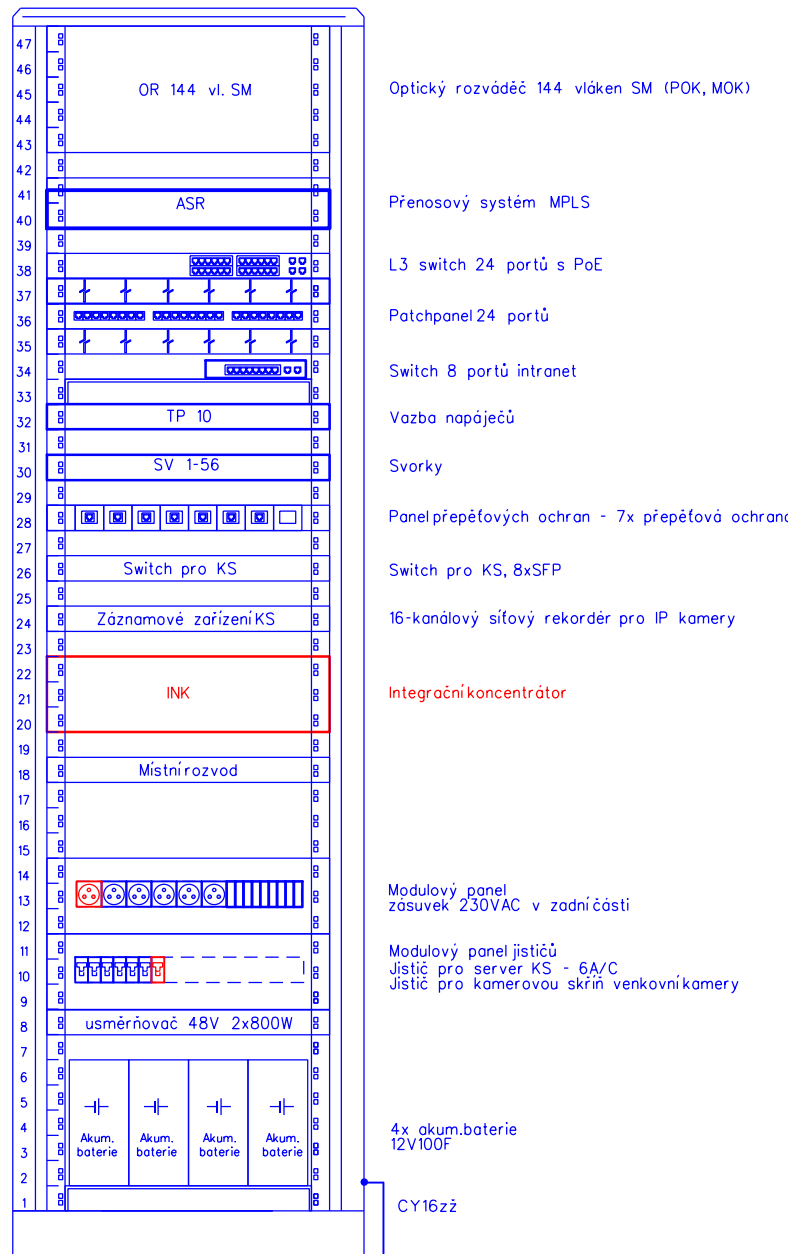 47
46
45
OR 144 vl. SM
Optický rozváděč 144 vláken SM (POK, MOK)
44
43
42
41
ASR
Přenosový systém MPLS
40
39
38
L3 switch 24 portů s PoE
37
36
Patchpanel 24 portů
35
34
Switch 8 portů intranet
33
32
TP 10
Vazba napáječů
31
30
SV 1-56
Svorky
29
28
Panel přepěťových ochran - 7x přepěťová ochrana
27
26
Switch pro KS
Switch pro KS, 8xSFP
25
24
Záznamové zařízení KS
16-kanálový síťový rekordér pro IP kamery
23
22
21
INK
Integrační koncentrátor
20
19
18
Místní rozvod
17
16
15
14
13
Modulový panel
zásuvek 230VAC v zadní části
12
11
Modulový panel jističů
10
Jistič pro server KS - 6A/C
Jistič pro kamerovou skříň venkovní kamery
9
8
usměrňovač 48V 2x800W
7
6
5
4
4x akum.baterie
12V100F
3
Akum.
baterie
Akum.
baterie
Akum.
baterie
Akum.
baterie
2
1
CY16zž